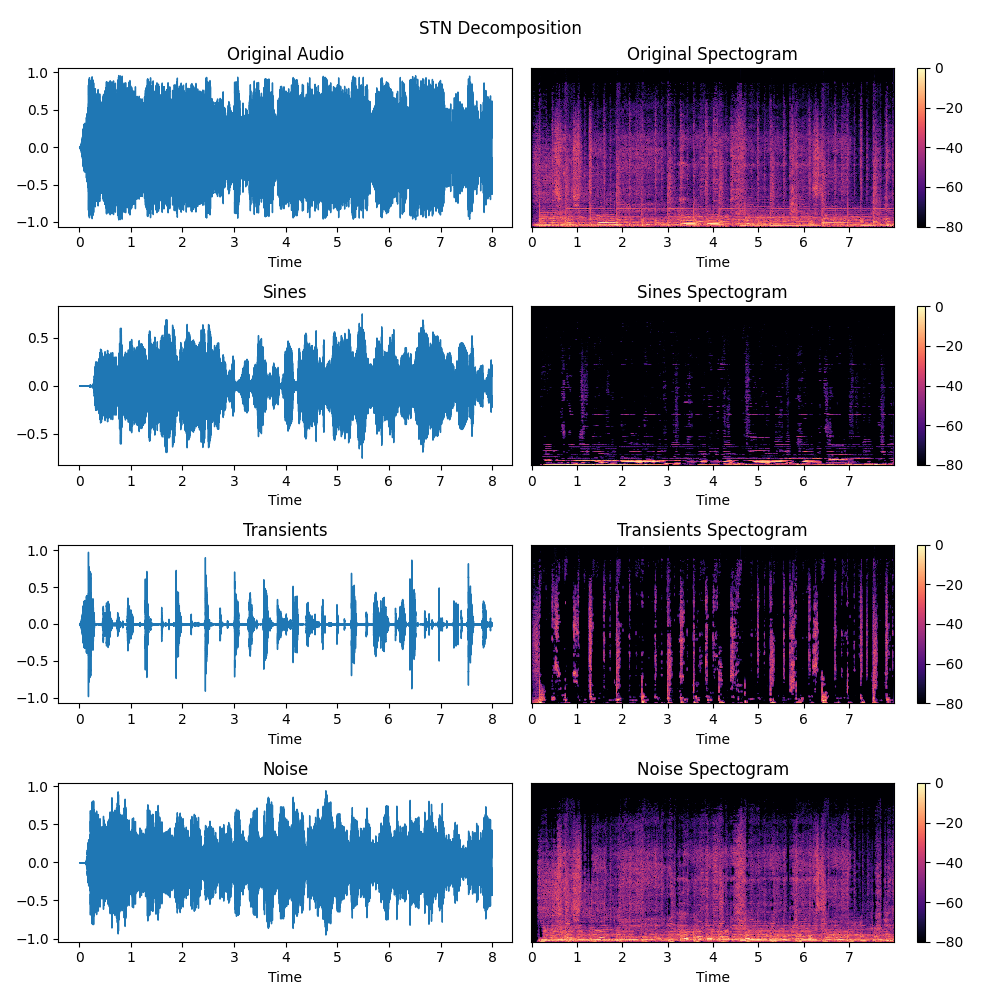 STN Decomposition
Original Audio
Original Spectogram
1.0
0.5
0.0
−0.5
−1.0
0 1 2 3 4 5 6 7 8
Time
0 1 2 3 4 5 6 7
Time
0
−20
−40
−60
−80
Sines
Sines Spectogram
0.5
0.0
−0.5
0 1 2 3 4 5 6 7 8
Time
0 1 2 3 4 5 6 7
Time
0
−20
−40
−60
−80
Transients
Transients Spectogram
1.0
0.5
0.0
−0.5
−1.0
0 1 2 3 4 5 6 7 8
Time
0 1 2 3 4 5 6 7
Time
0
−20
−40
−60
−80
Noise
Noise Spectogram
1.0
0.5
0.0
−0.5
−1.0
0 1 2 3 4 5 6 7 8
Time
0 1 2 3 4 5 6 7
Time
0
−20
−40
−60
−80